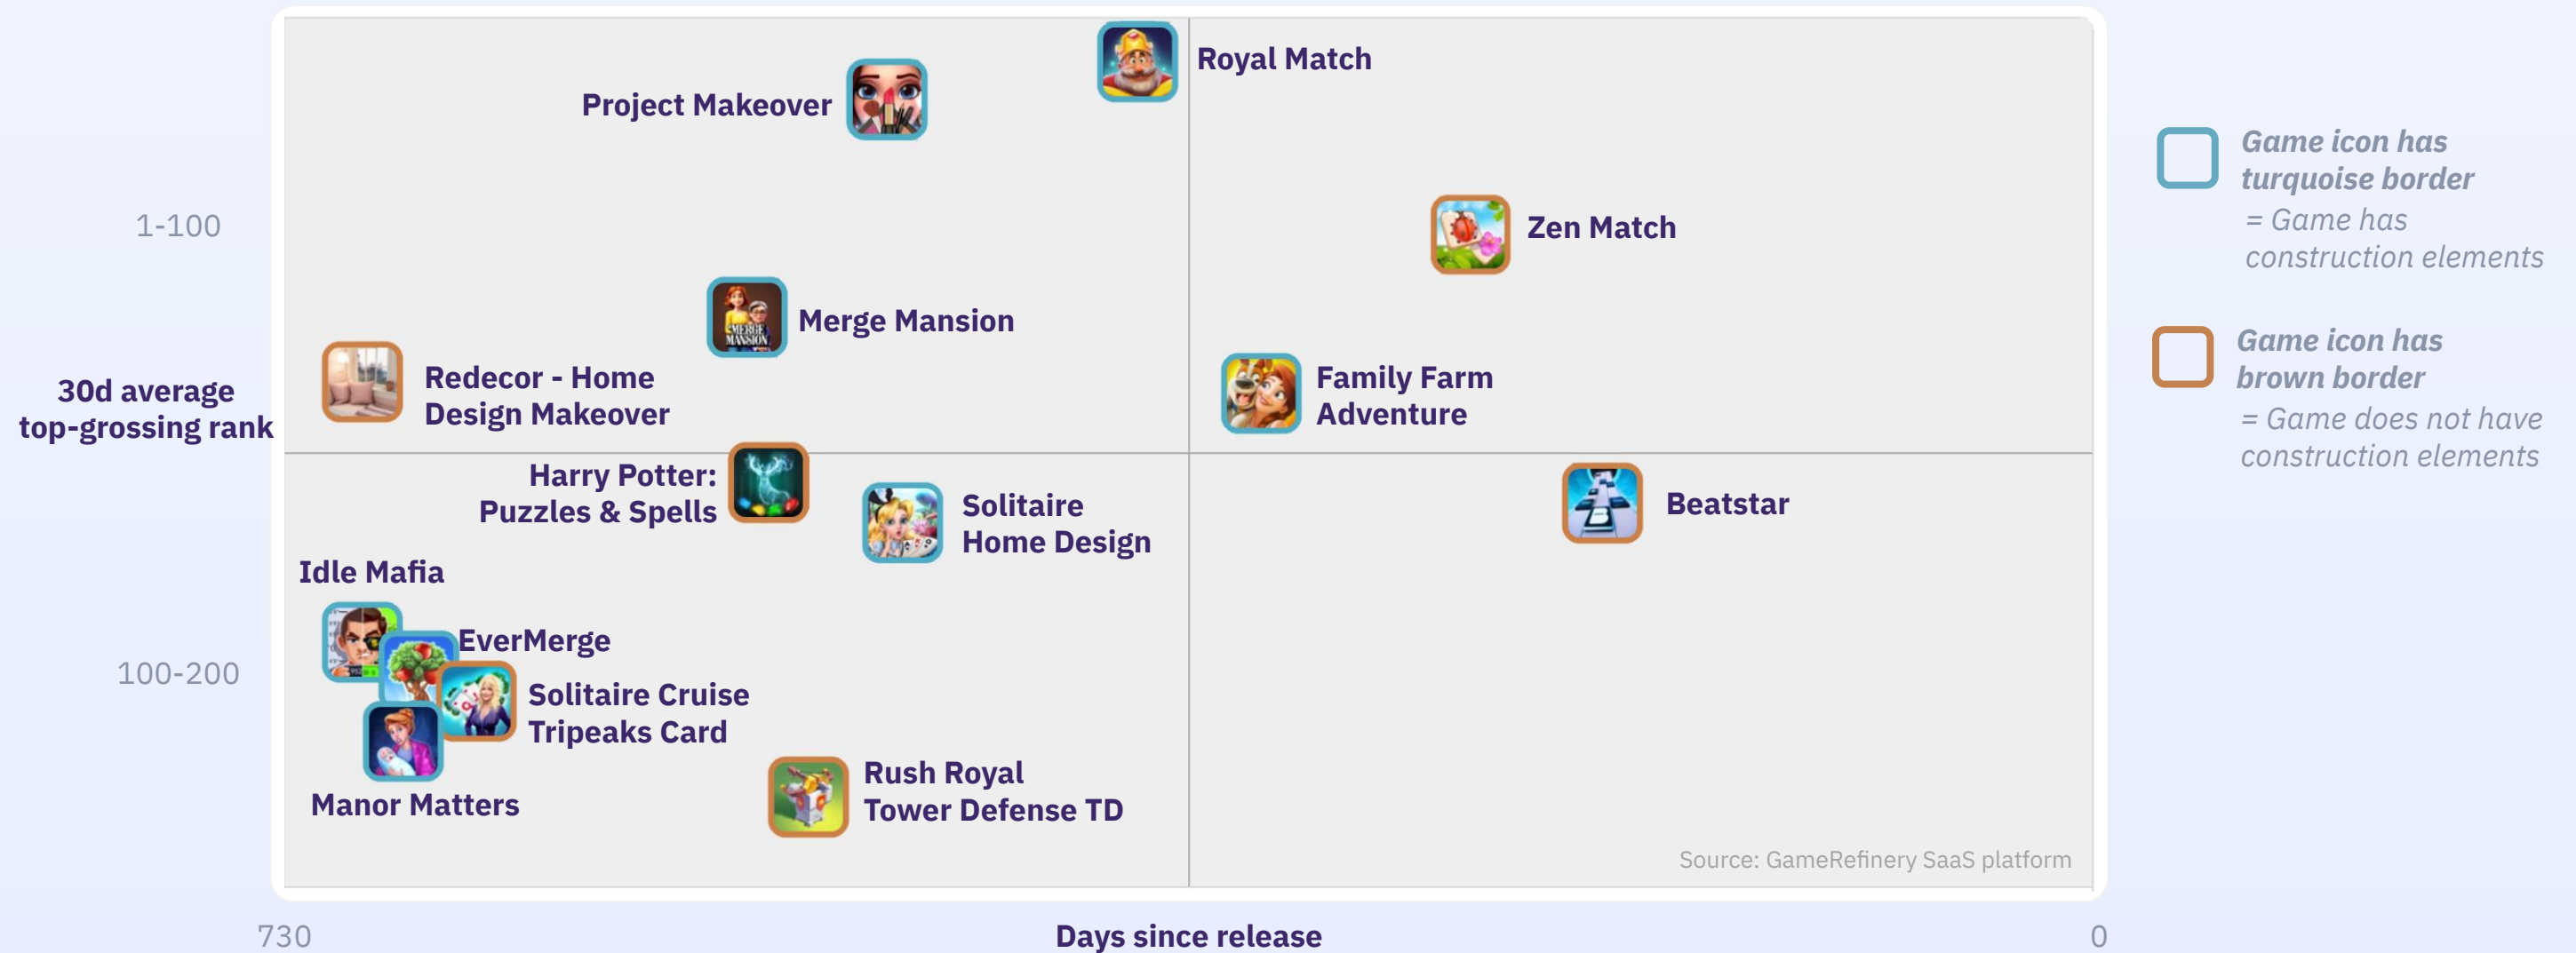 Royal Match
Project Makeover
1-100
Zen Match
MERGE
MANSION
Merge Mansion
30d average
top-grossing rank
Redecor - Home
Design Makeover
Family Farm
Adventure
Harry Potter:
Puzzles & Spells
Solitaire
Home Design
Beatstar
Idle Mafia
EverMerge
100-200
Solitaire Cruise
Tripeaks Card
Manor Matters
Rush Royal
Tower Defense TD
Source: GameRefinery SaaS platform
730
Days since release
0
Game icon has
turquoise border
= Game has
construction elements
Game icon has
brown border
= Game does not have
construction elements